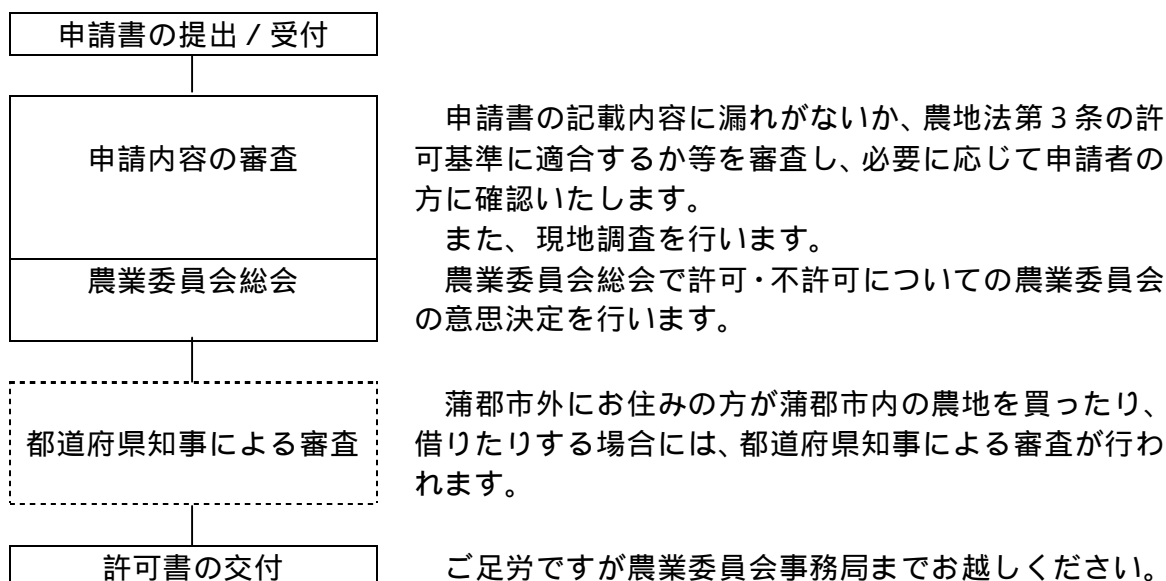 申請書の提出/受付
申請内容の審査
申請書の記載内容に漏れがないか、農地法第3条の許
可基準に適合するか等を審査し、必要に応じて申請者の
方に確認いたします。
また、現地調査を行います。
農業委員会総会
農業委員会総会で許可・不許可についての農業委員会
の意思決定を行います。
都道府県知事による審査
蒲郡市外にお住みの方が蒲郡市内の農地を買ったり、
借りたりする場合には、都道府県知事による審査が行わ
れます。
許可書の交付
ご足労ですが農業委員会事務局までお越しください。